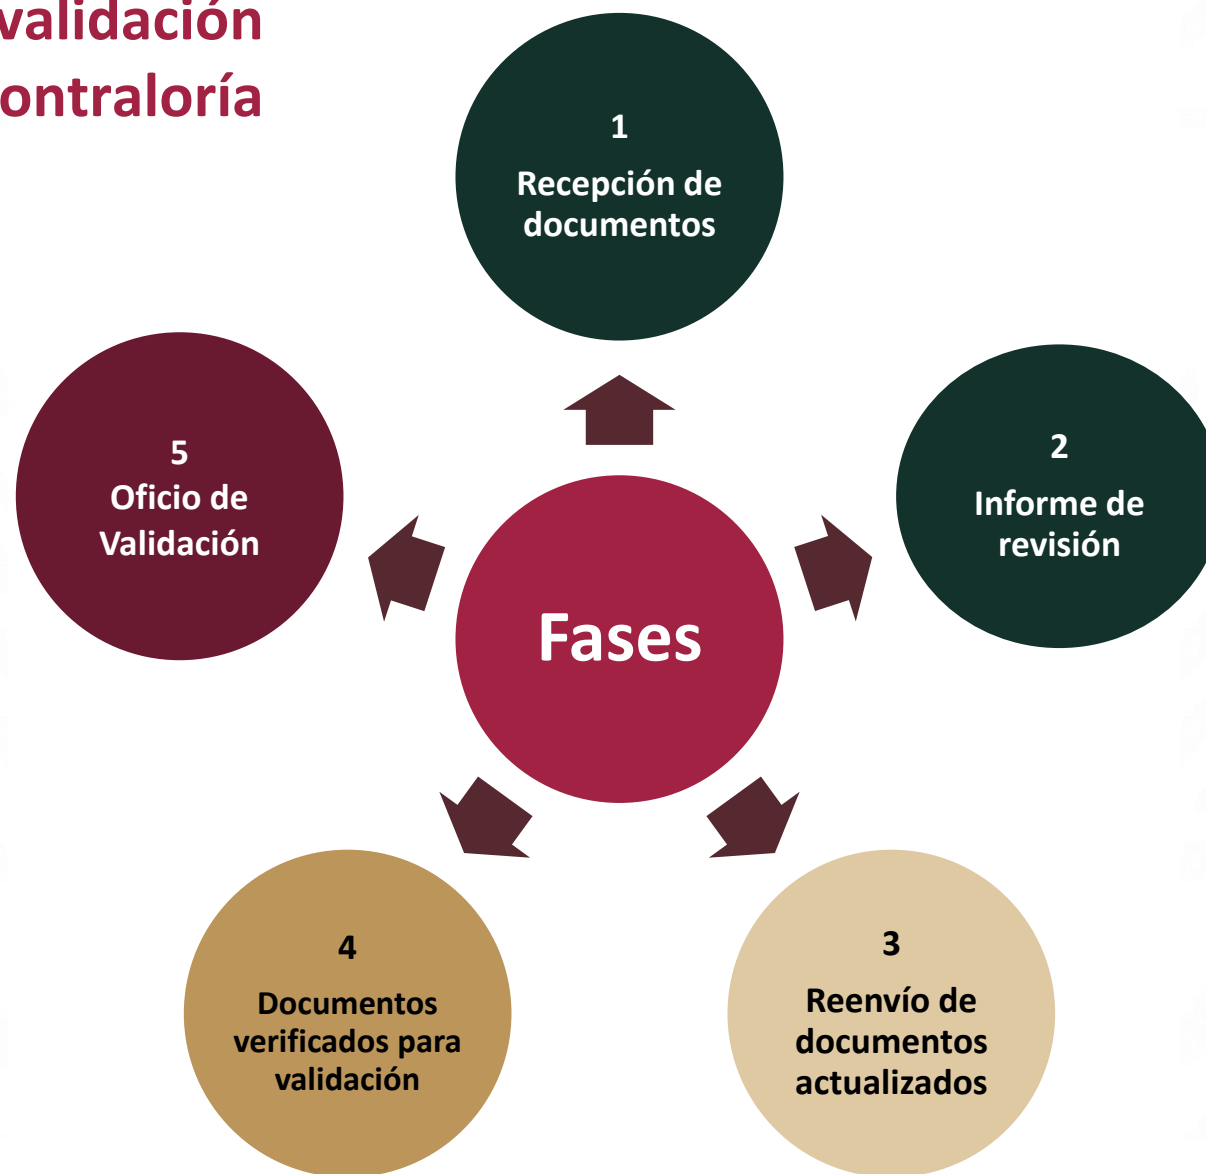 validación
ontraloría
1
Recepción de
documentos
2
Informe de
revisión
3
Reenvío de
documentos
actualizados
4
Documentos
verificados para
validación
5
Oficio de
Validación
Fases